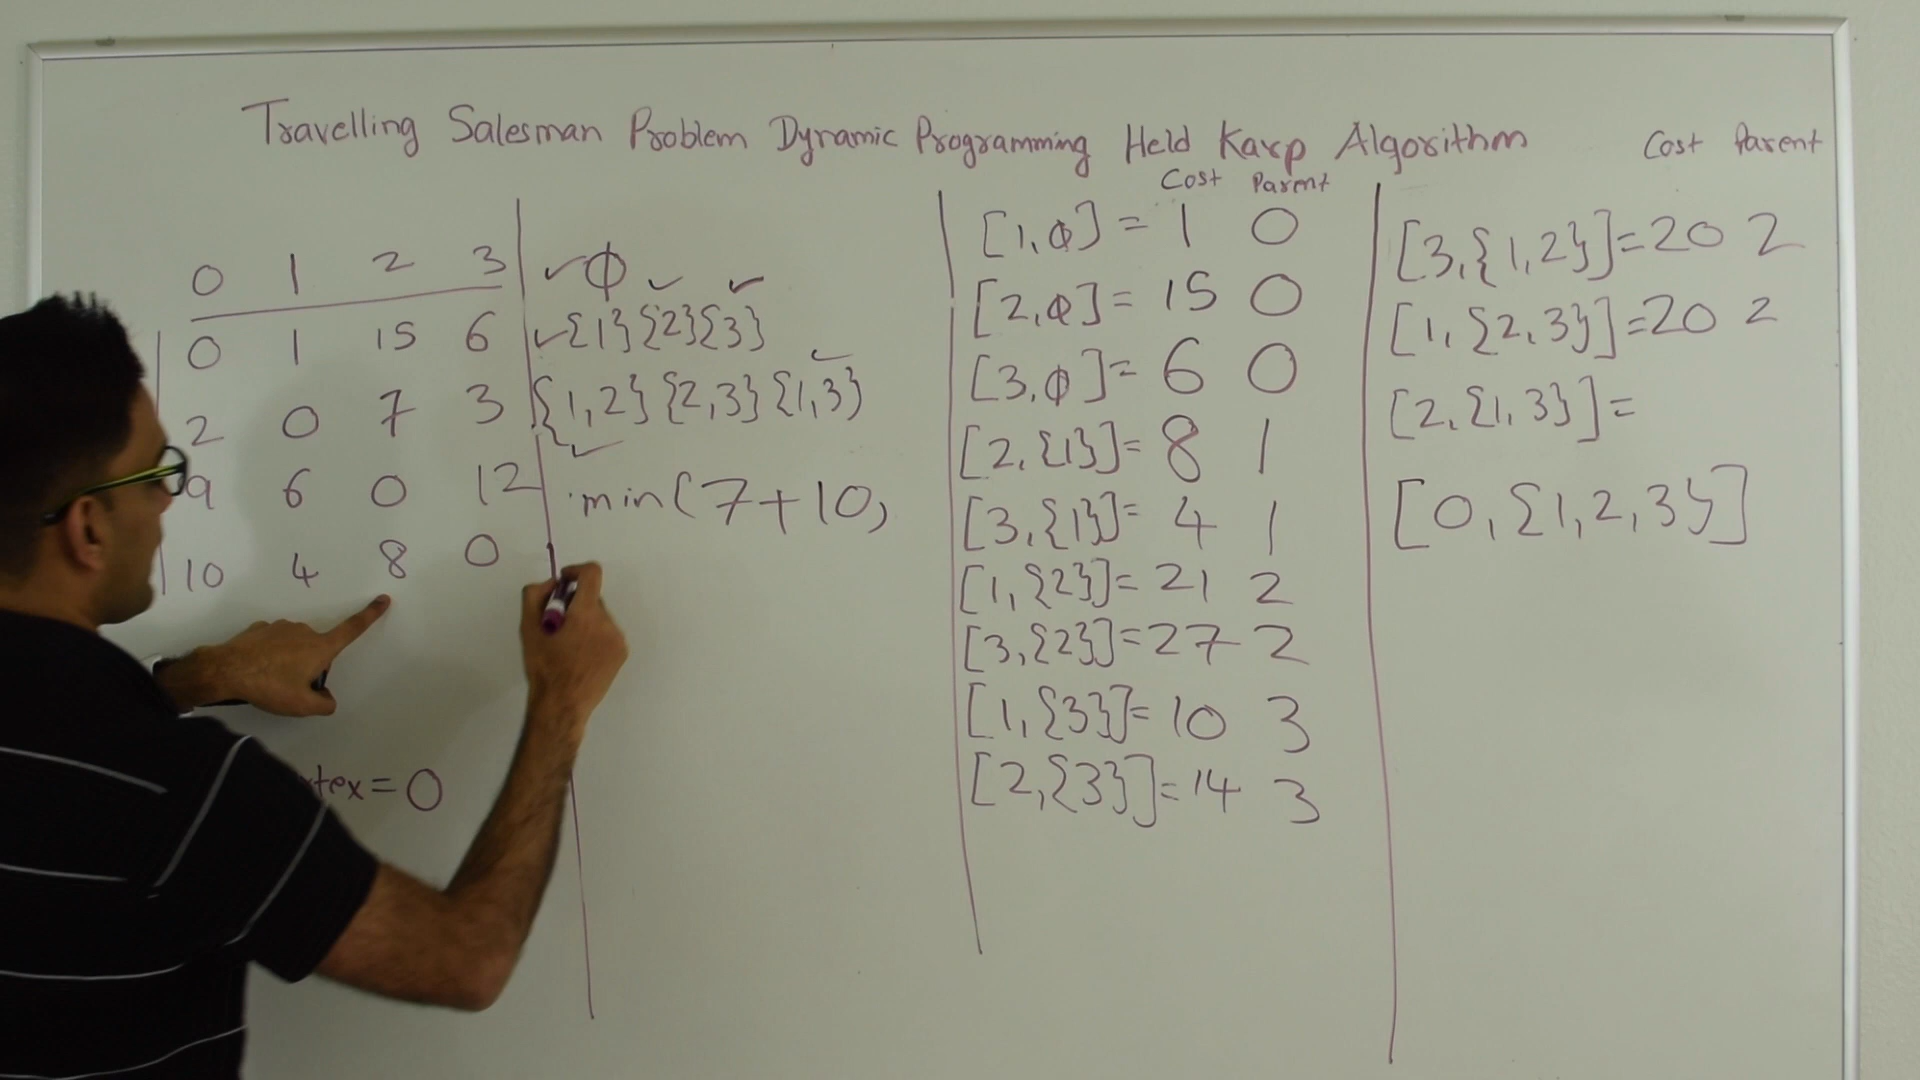 Travelling Salesman Problem Dynamic Programming Held Karp Algorithm
0 1 2 3
0 1 15 6
2 0 7 3
9 6 0 12
10 4 8 0
tex = 0
✓ϕ ✓ ✓
✓{1}{2}{3}
{1,2}{2,3}{1,3}
min(7+10,
Cost Parent
[1,ϕ] = 1 0
[2,ϕ] = 15 0
[3,ϕ] = 6 0
[2,{1}] = 8 1
[3,{1}] = 4 1
[1,{2}] = 21 2
[3,{2}] = 27 2
[1,{3}] = 10 3
[2,{3}] = 14 3
Cost Parent
[3,{1,2}] = 20 2
[1,{2,3}] = 20 2
[2,{1,3}] =
[0,{1,2,3}]